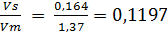 Vs/Vm = 0,164/1,37 = 0,1197